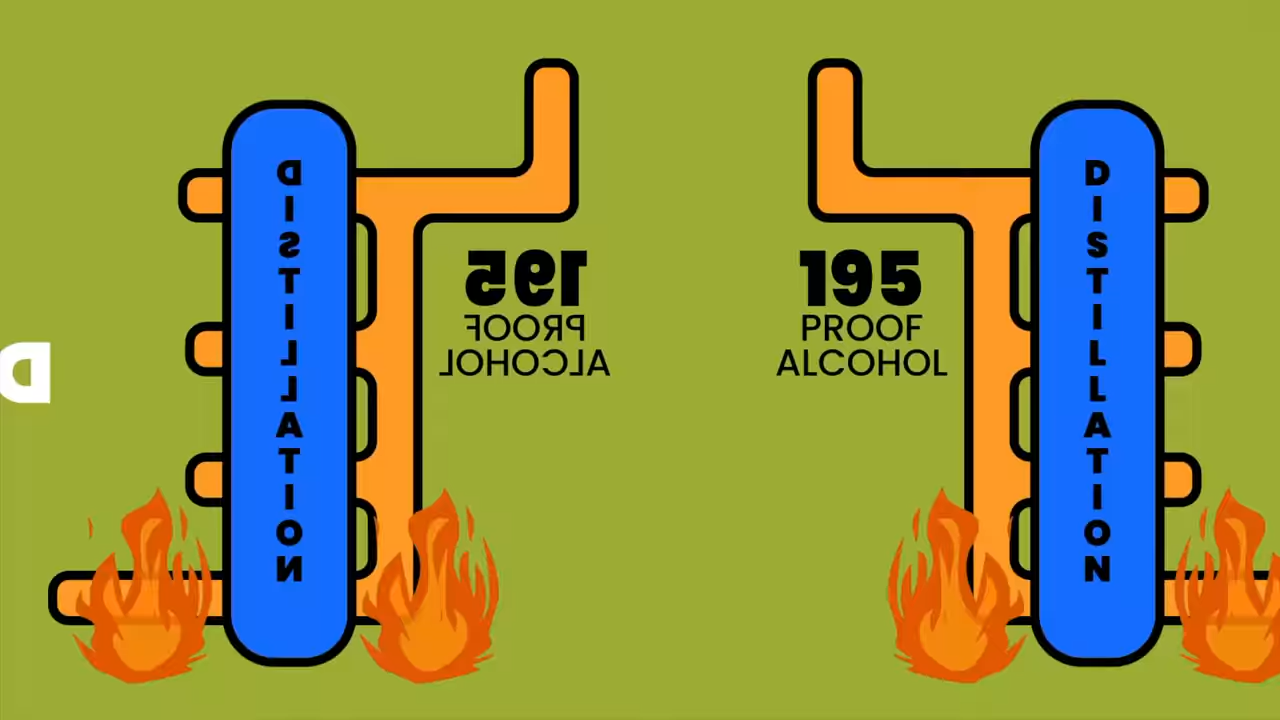 D
DISTILLATION
195
PROOF
ALCOHOL
195
PROOF
ALCOHOL
DISTILLATION